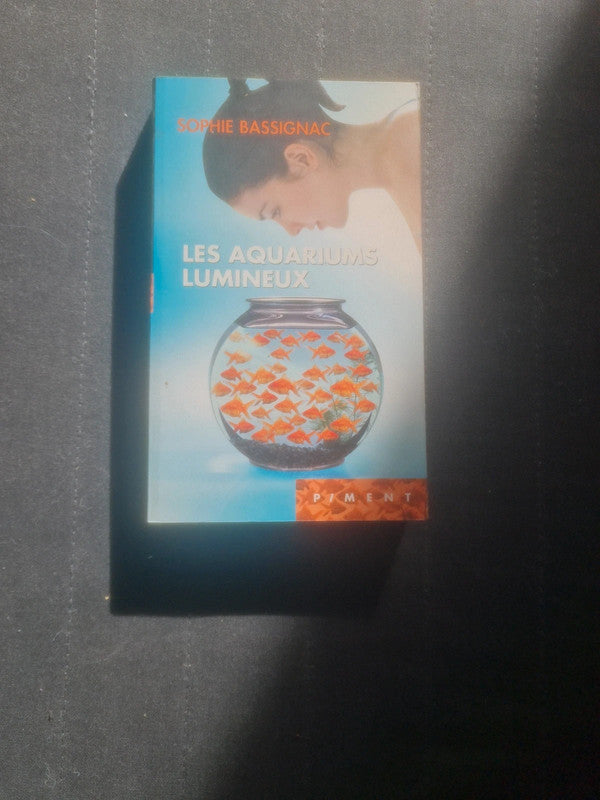 SOPHIE BASSIGNAC
LES AQUARIUMS
LUMINEUX
PIMENT